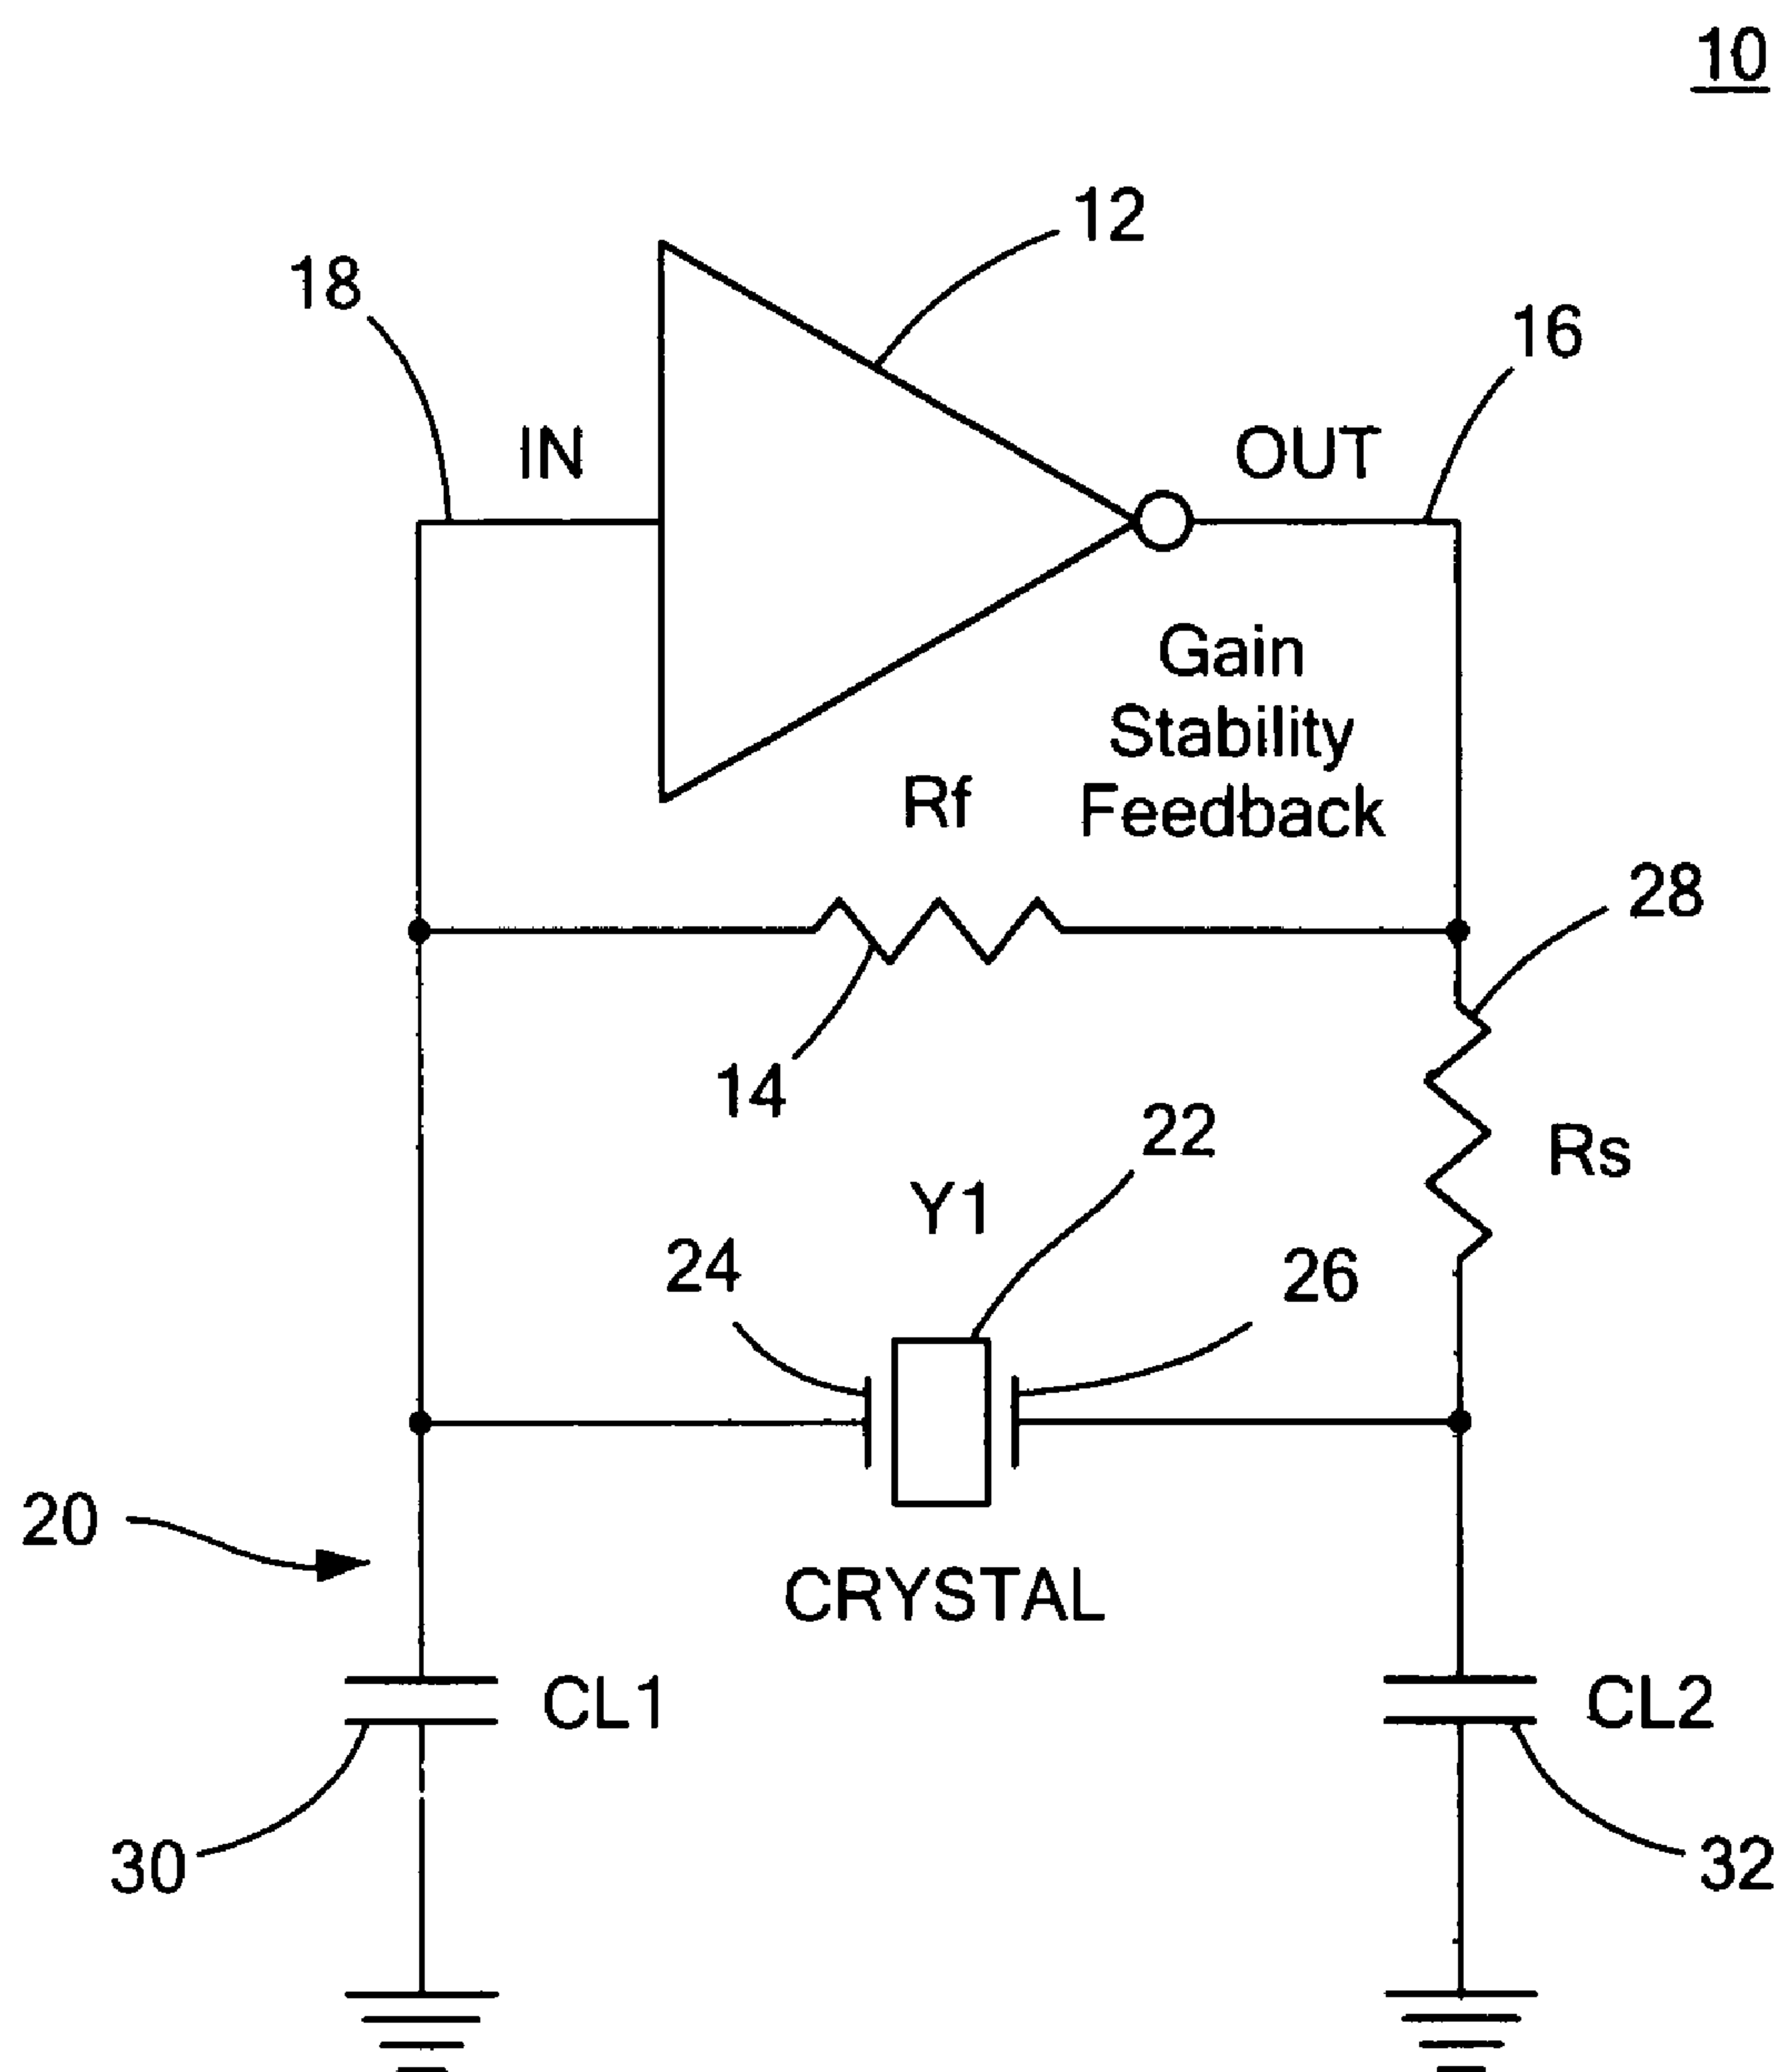 10
12
18
16
IN
OUT
Gain
Stability
Feedback
Rf
28
14
22
Rs
Y1
24
26
20
CRYSTAL
CL1
CL2
30
32